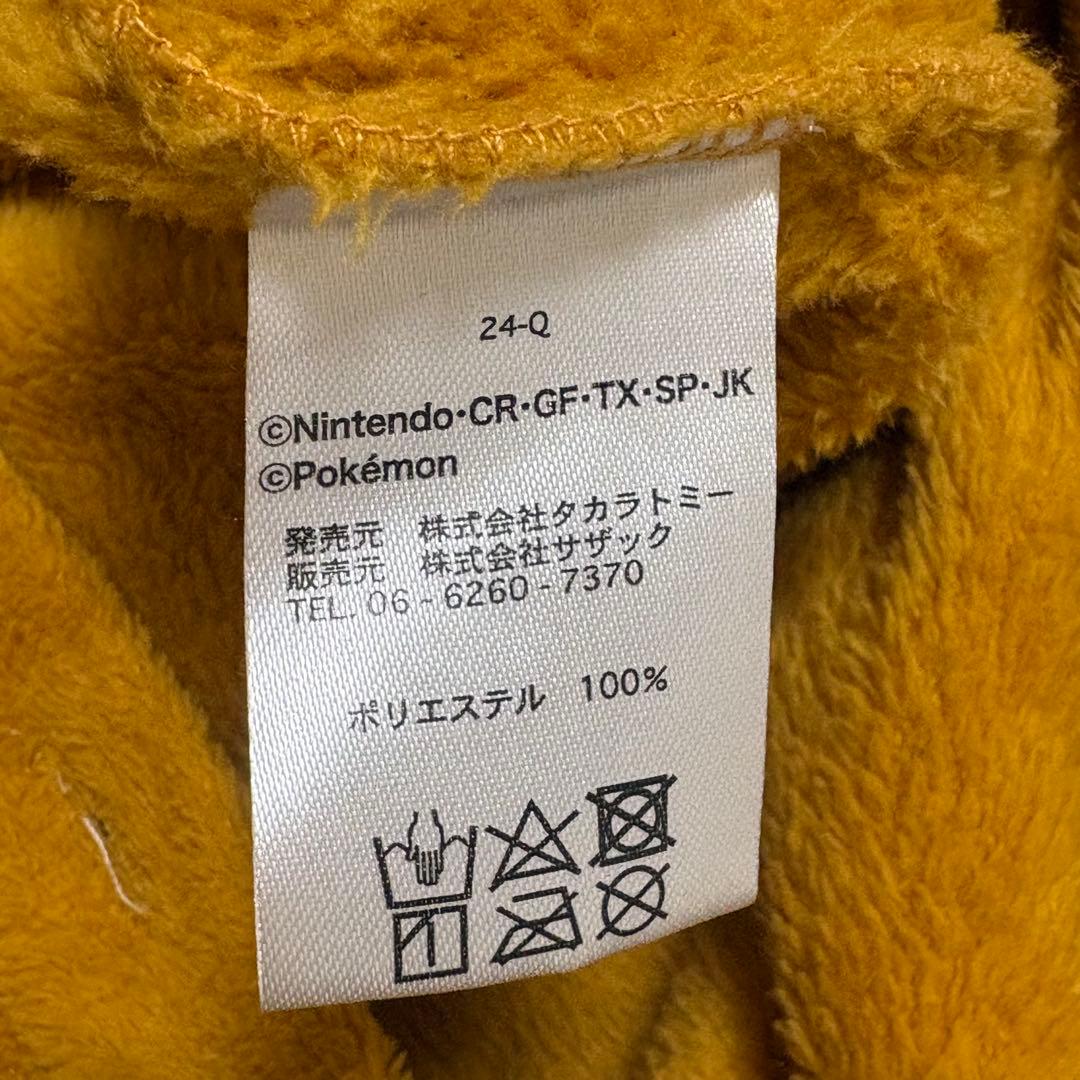 24-Q
©Nintendo・CR・GF・TX・SP・JK
©Pokémon
発売元 株式会社タカラトミー
販売元 株式会社サザック
TEL. 06 - 6260 - 7370
ポリエステル 100%